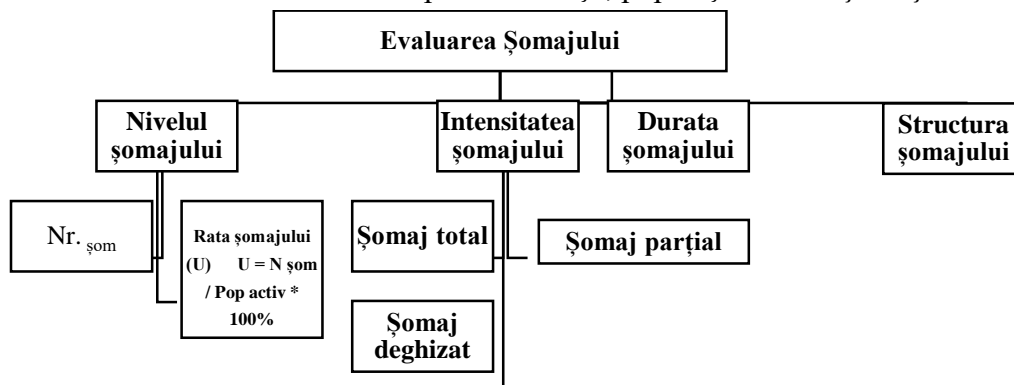 Evaluarea Șomajului
Nivelul
șomajului
Intensitatea
șomajului
Durata
șomajului
Structura
șomajului
Nr. șom
Rata șomajului
(U) U = N șom
/ Pop activ *
100%
Șomaj total
Șomaj parțial
Șomaj
deghizat